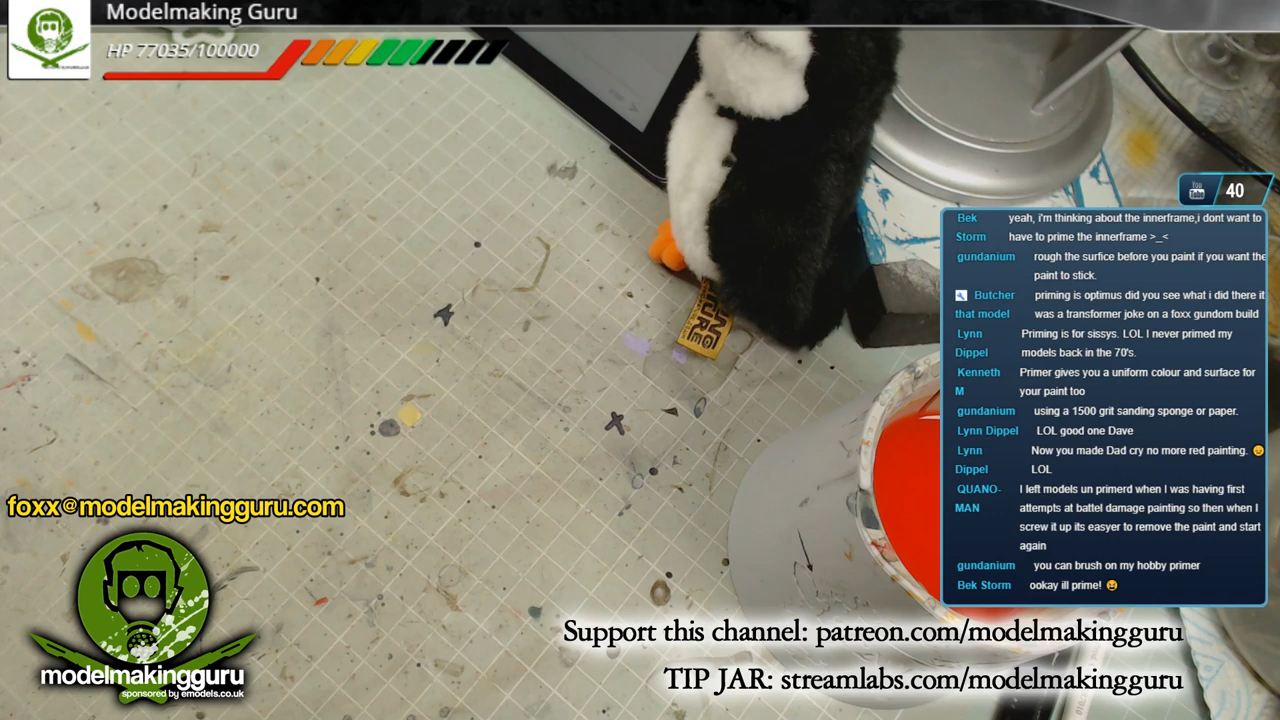 Modelmaking Guru
HP 77035/100000
You
Tube
40
Bek yeah, i'm thinking about the innerframe,i dont want to
Storm have to prime the innerframe >_<
gundanium rough the surfice before you paint if you want the
paint to stick.
Butcher priming is optimus did you see what i did there it
that model was a transformer joke on a foxx gundom build
Lynn Priming is for sissys. LOL I never primed my
Dippel models back in the 70's.
Kenneth Primer gives you a uniform colour and surface for
M your paint too
gundanium using a 1500 grit sanding sponge or paper.
Lynn Dippel LOL good one Dave
Lynn Now you made Dad cry no more red painting.
Dippel LOL
QUANO- I left models un primerd when I was having first
MAN attempts at battel damage painting so then when I
screw it up its easyer to remove the paint and start
again
gundanium you can brush on my hobby primer
Bek Storm ookay ill prime!
foxx@modelmakingguru.com
modelmakingguru
sponsored by emodels.co.uk
Support this channel: patreon.com/modelmakingguru
TIP JAR: streamlabs.com/modelmakingguru